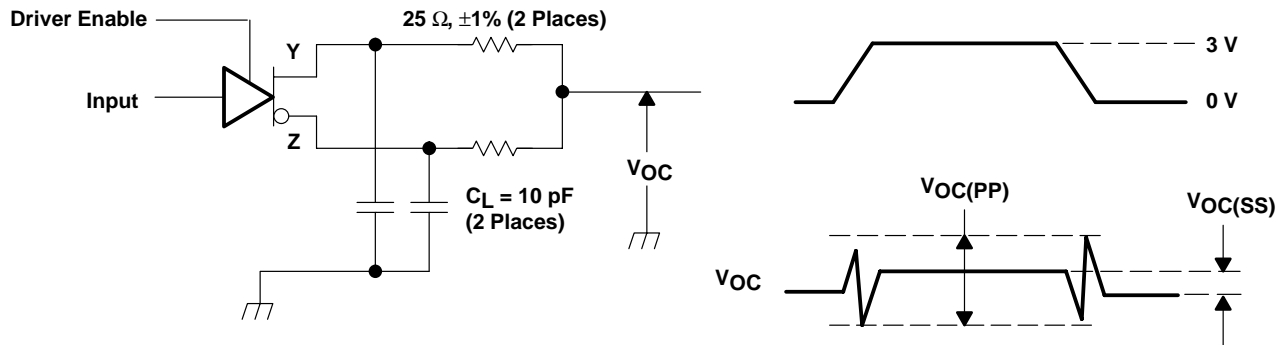 Driver Enable
25 Ω, ±1% (2 Places)
Y
Input
Z
VOC
CL = 10 pF
(2 Places)
3 V
0 V
VOC(PP)
VOC(SS)
VOC